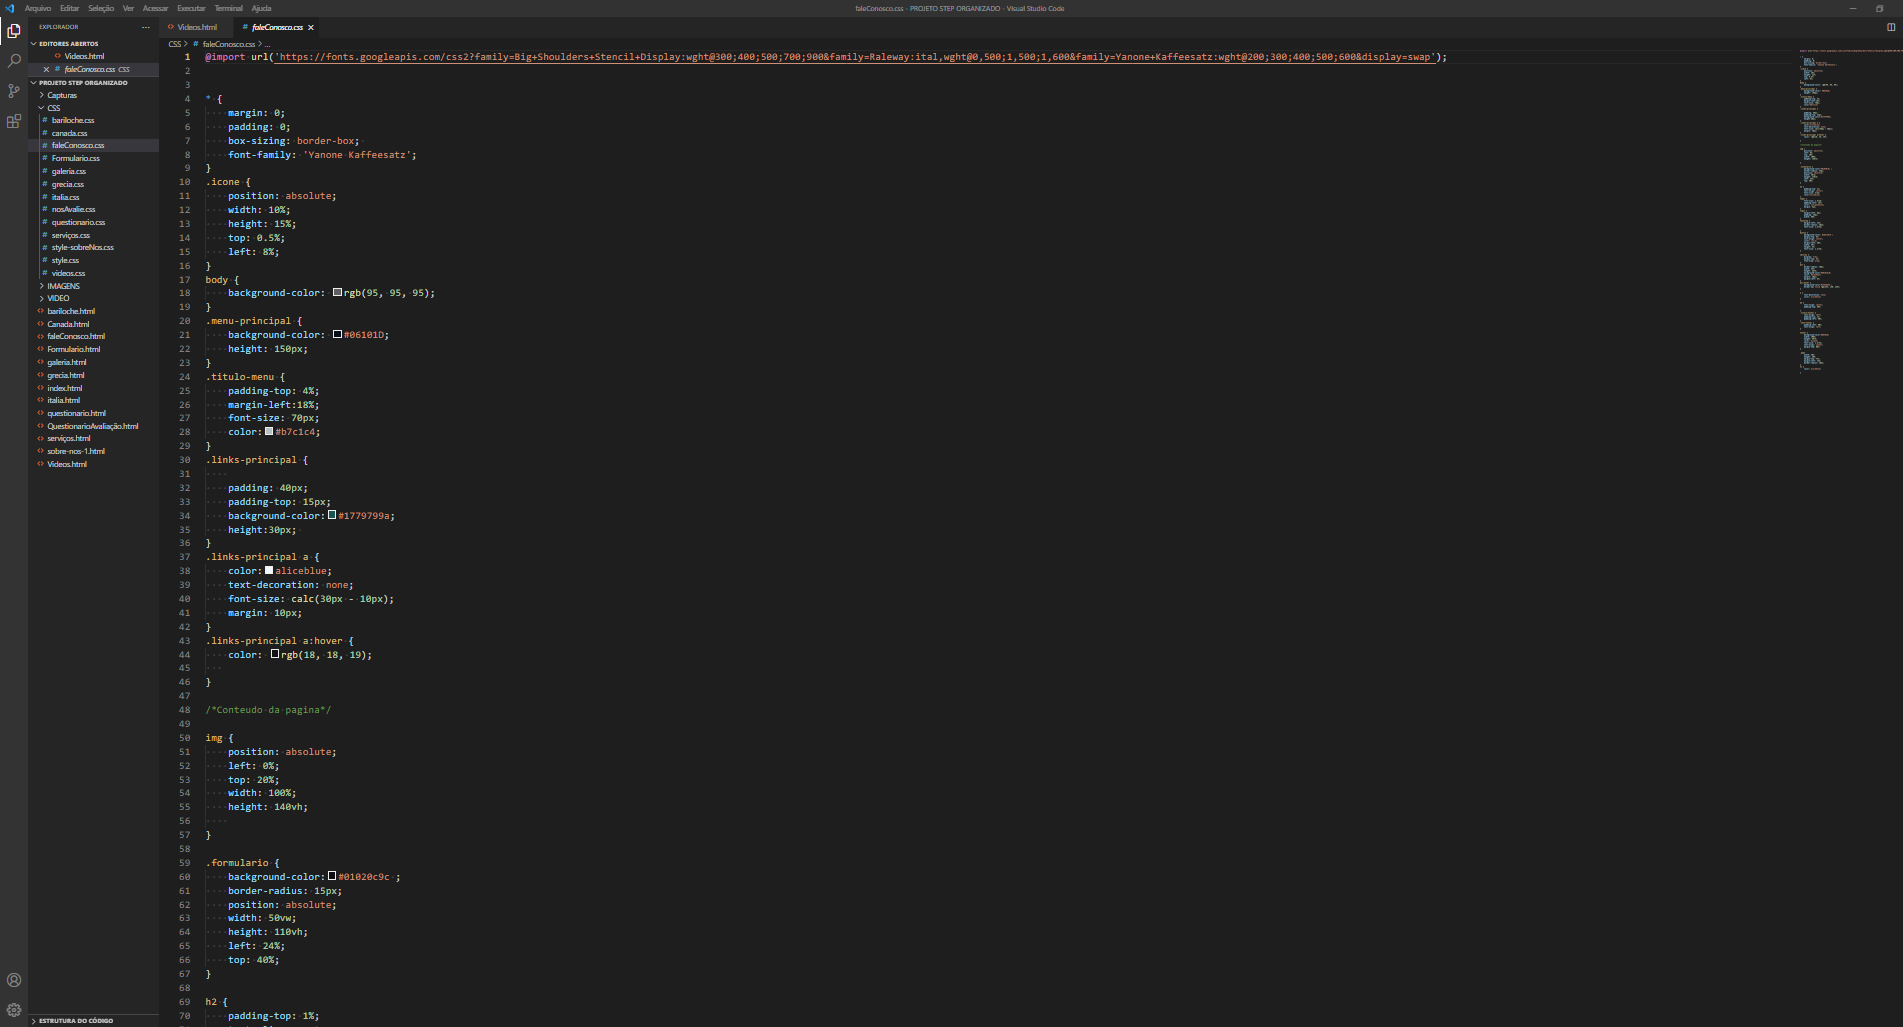 Arquivo Editar Seleção Ver Acessar Executar Terminal Ajuda
faleConosco.css - PROJETO STEP ORGANIZADO - Visual Studio Code
EXPLORADOR ...
EDITORES ABERTOS
Videos.html
faleConosco.css CSS
PROJETO STEP ORGANIZADO
Capturas
CSS
bariloche.css
canada.css
faleConosco.css
Formulario.css
galeria.css
grecia.css
italia.css
nosAvalie.css
questionario.css
serviços.css
style-sobreNos.css
style.css
videos.css
IMAGENS
VIDEO
bariloche.html
Canada.html
faleConosco.html
Formulario.html
galeria.html
grecia.html
index.html
italia.html
questionario.html
QuestionarioAvaliação.html
serviços.html
sobre-nos-1.html
Videos.html
ESTRUTURA DO CÓDIGO
Videos.html
faleConosco.css
CSS > # faleConosco.css > ...
1 @import url('https://fonts.googleapis.com/css2?family=Big+Shoulders+Stencil+Display:wght@300;400;500;700;900&family=Raleway:ital,wght@0,500;1,500;1,600&family=Yanone+Kaffeesatz:wght@200;300;400;500;600&display=swap');
2
3
4 * {
5 margin: 0;
6 padding: 0;
7 box-sizing: border-box;
8 font-family: 'Yanone Kaffeesatz';
9 }
10 .icone {
11 position: absolute;
12 width: 10%;
13 height: 15%;
14 top: 0.5%;
15 left: 8%;
16 }
17 body {
18 background-color: rgb(95, 95, 95);
19 }
20 .menu-principal {
21 background-color: #06101D;
22 height: 150px;
23 }
24 .titulo-menu {
25 padding-top: 4%;
26 margin-left:18%;
27 font-size: 70px;
28 color: #b7c1c4;
29 }
30 .links-principal {
31
32 padding: 40px;
33 padding-top: 15px;
34 background-color: #1779799a;
35 height:30px;
36 }
37 .links-principal a {
38 color: aliceblue;
39 text-decoration: none;
40 font-size: calc(30px - 10px);
41 margin: 10px;
42 }
43 .links-principal a:hover {
44 color: rgb(18, 18, 19);
45
46 }
47
48 /*Conteudo da pagina*/
49
50 img {
51 position: absolute;
52 left: 0%;
53 top: 20%;
54 width: 100%;
55 height: 140vh;
56
57 }
58
59 .formulario {
60 background-color: #01020c9c ;
61 border-radius: 15px;
62 position: absolute;
63 width: 50vw;
64 height: 110vh;
65 left: 24%;
66 top: 40%;
67 }
68
69 h2 {
70 padding-top: 1%;